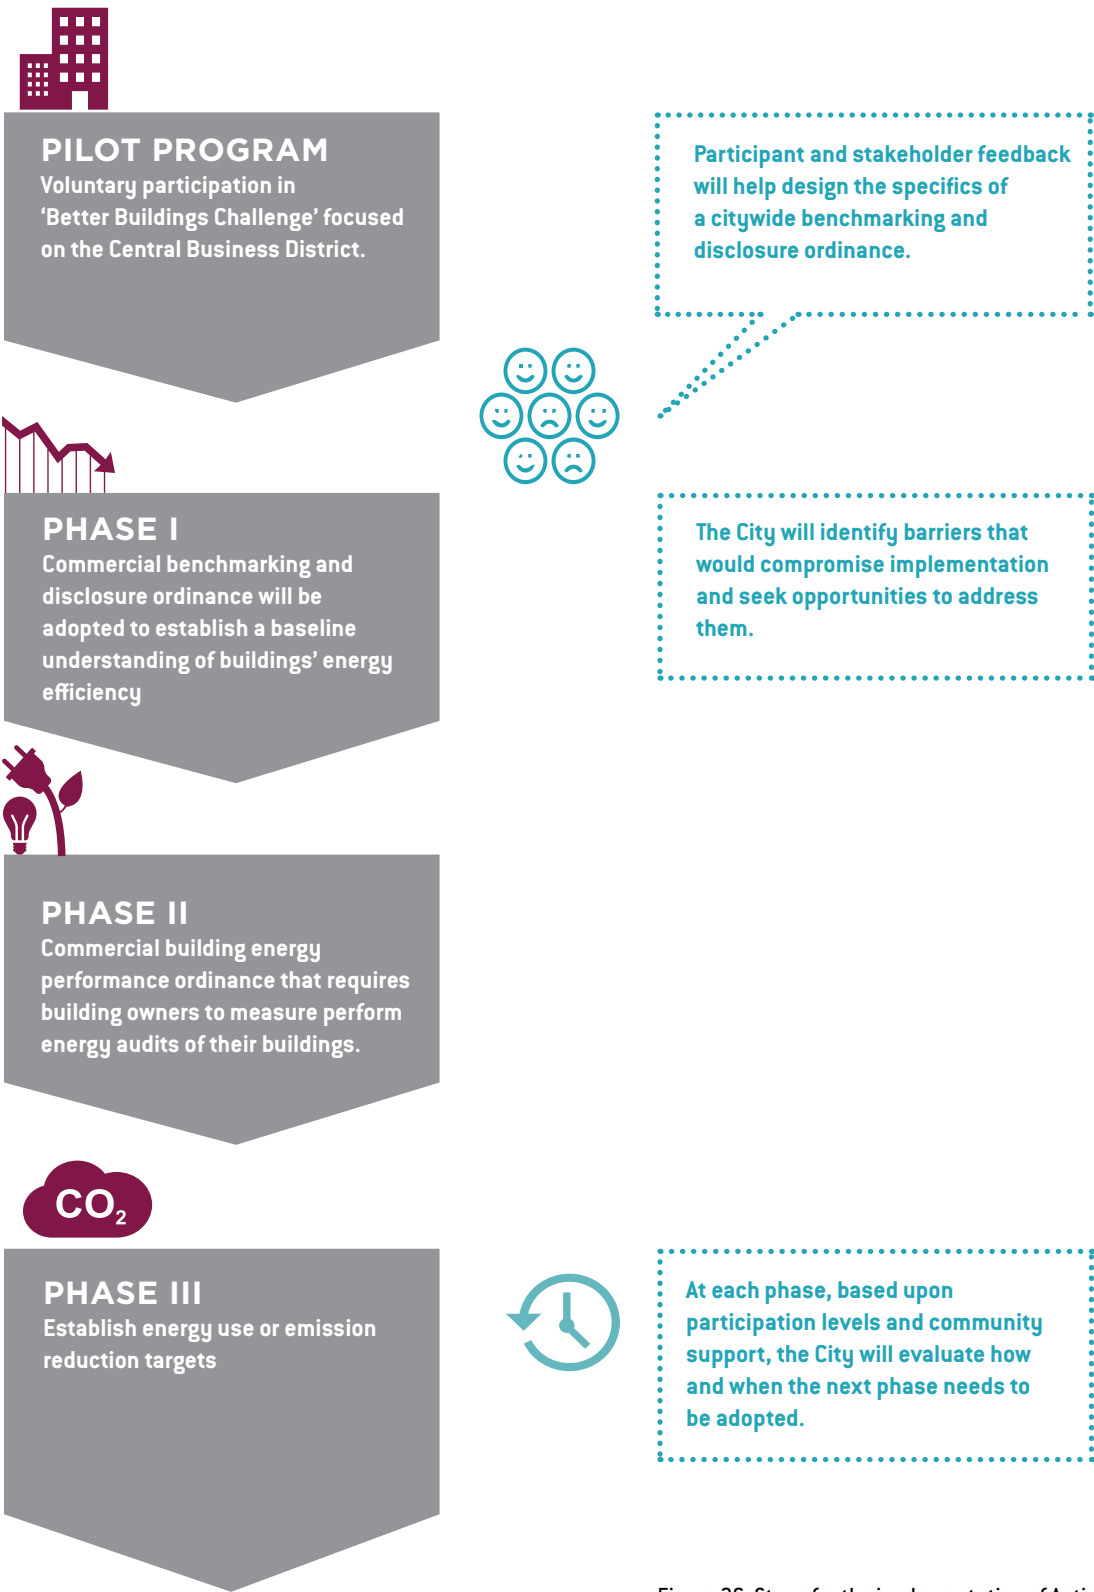 PILOT PROGRAM
Voluntary participation in
‘Better Buildings Challenge’ focused
on the Central Business District.
Participant and stakeholder feedback
will help design the specifics of
a citywide benchmarking and
disclosure ordinance.
PHASE I
Commercial benchmarking and
disclosure ordinance will be
adopted to establish a baseline
understanding of buildings’ energy
efficiency
The City will identify barriers that
would compromise implementation
and seek opportunities to address
them.
PHASE II
Commercial building energy
performance ordinance that requires
building owners to measure perform
energy audits of their buildings.
CO₂
PHASE III
Establish energy use or emission
reduction targets
At each phase, based upon
participation levels and community
support, the City will evaluate how
and when the next phase needs to
be adopted.